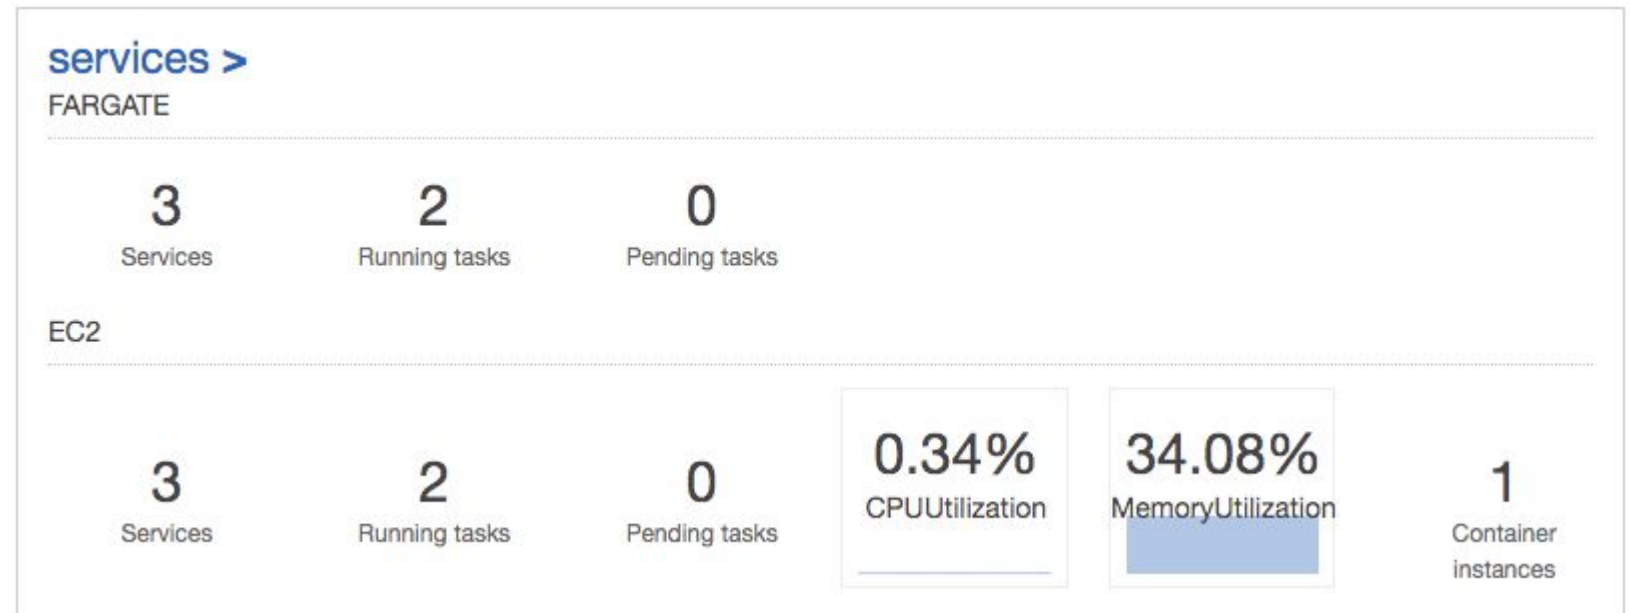 services >
FARGATE
3 2 0
Services Running tasks Pending tasks
EC2
3 2 0 0.34% 34.08% 1
Services Running tasks Pending tasks CPUUtilization MemoryUtilization Container
instances